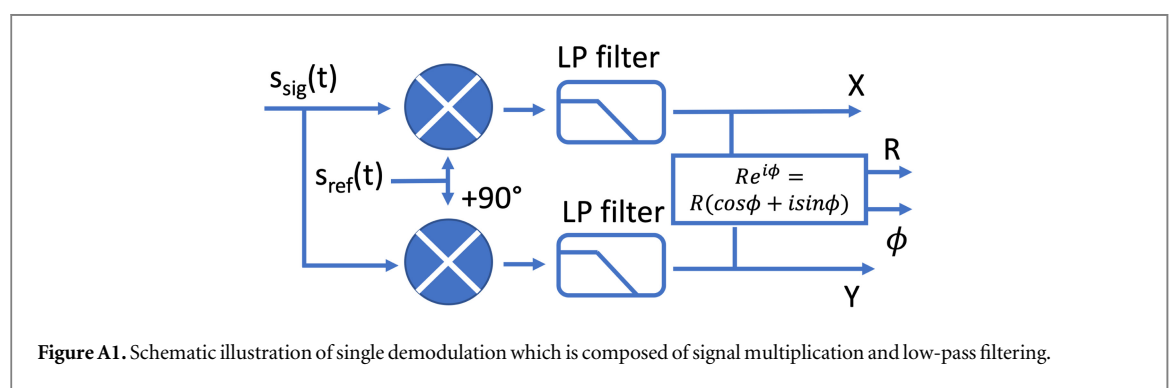 LP filter
s_sig(t)
X
R
s_ref(t)
Re^{iϕ} =
R(cosϕ + isinϕ)
+90°
LP filter
ϕ
Y
Figure A1. Schematic illustration of single demodulation which is composed of signal multiplication and low-pass filtering.